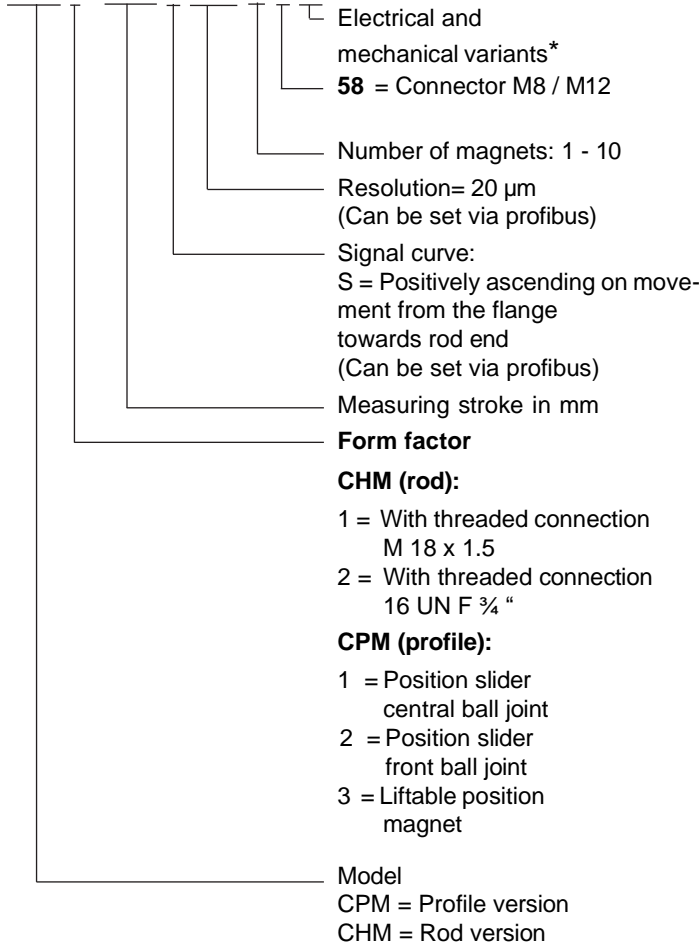 Electrical and
mechanical variants*
58 = Connector M8 / M12
Number of magnets: 1 - 10
Resolution= 20 µm
(Can be set via profibus)
Signal curve:
S = Positively ascending on move-
ment from the flange
towards rod end
(Can be set via profibus)
Measuring stroke in mm
Form factor
CHM (rod):
1 = With threaded connection
M 18 x 1.5
2 = With threaded connection
16 UN F ¾ “
CPM (profile):
1 = Position slider
central ball joint
2 = Position slider
front ball joint
3 = Liftable position
magnet
Model
CPM = Profile version
CHM = Rod version